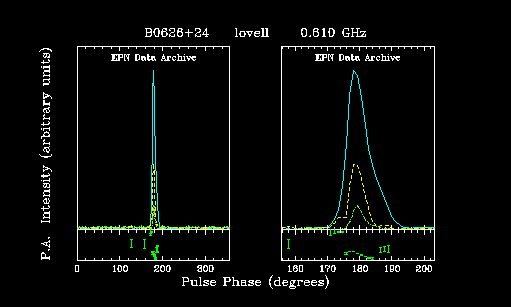 B0626+24 lovell 0.610 GHz
EPN Data Archive EPN Data Archive
P.A. Intensity (arbitrary units)
0 100 200 300 160 170 180 190 200
Pulse Phase (degrees)